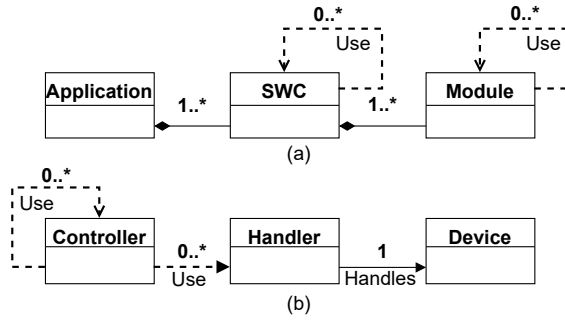 0..*
Use
0..*
Use
Application
SWC
Module
1..*
1..*
(a)
0..*
Use
Controller
Handler
Device
0..*
Use
1
Handles
(b)